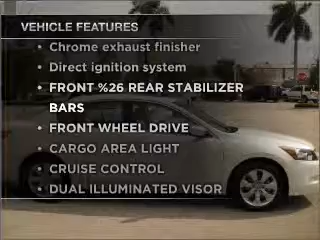 VEHICLE FEATURES
• Chrome exhaust finisher
• Direct ignition system
• FRONT %26 REAR STABILIZER
BARS
• FRONT WHEEL DRIVE
• CARGO AREA LIGHT
• CRUISE CONTROL
• DUAL ILLUMINATED VISOR